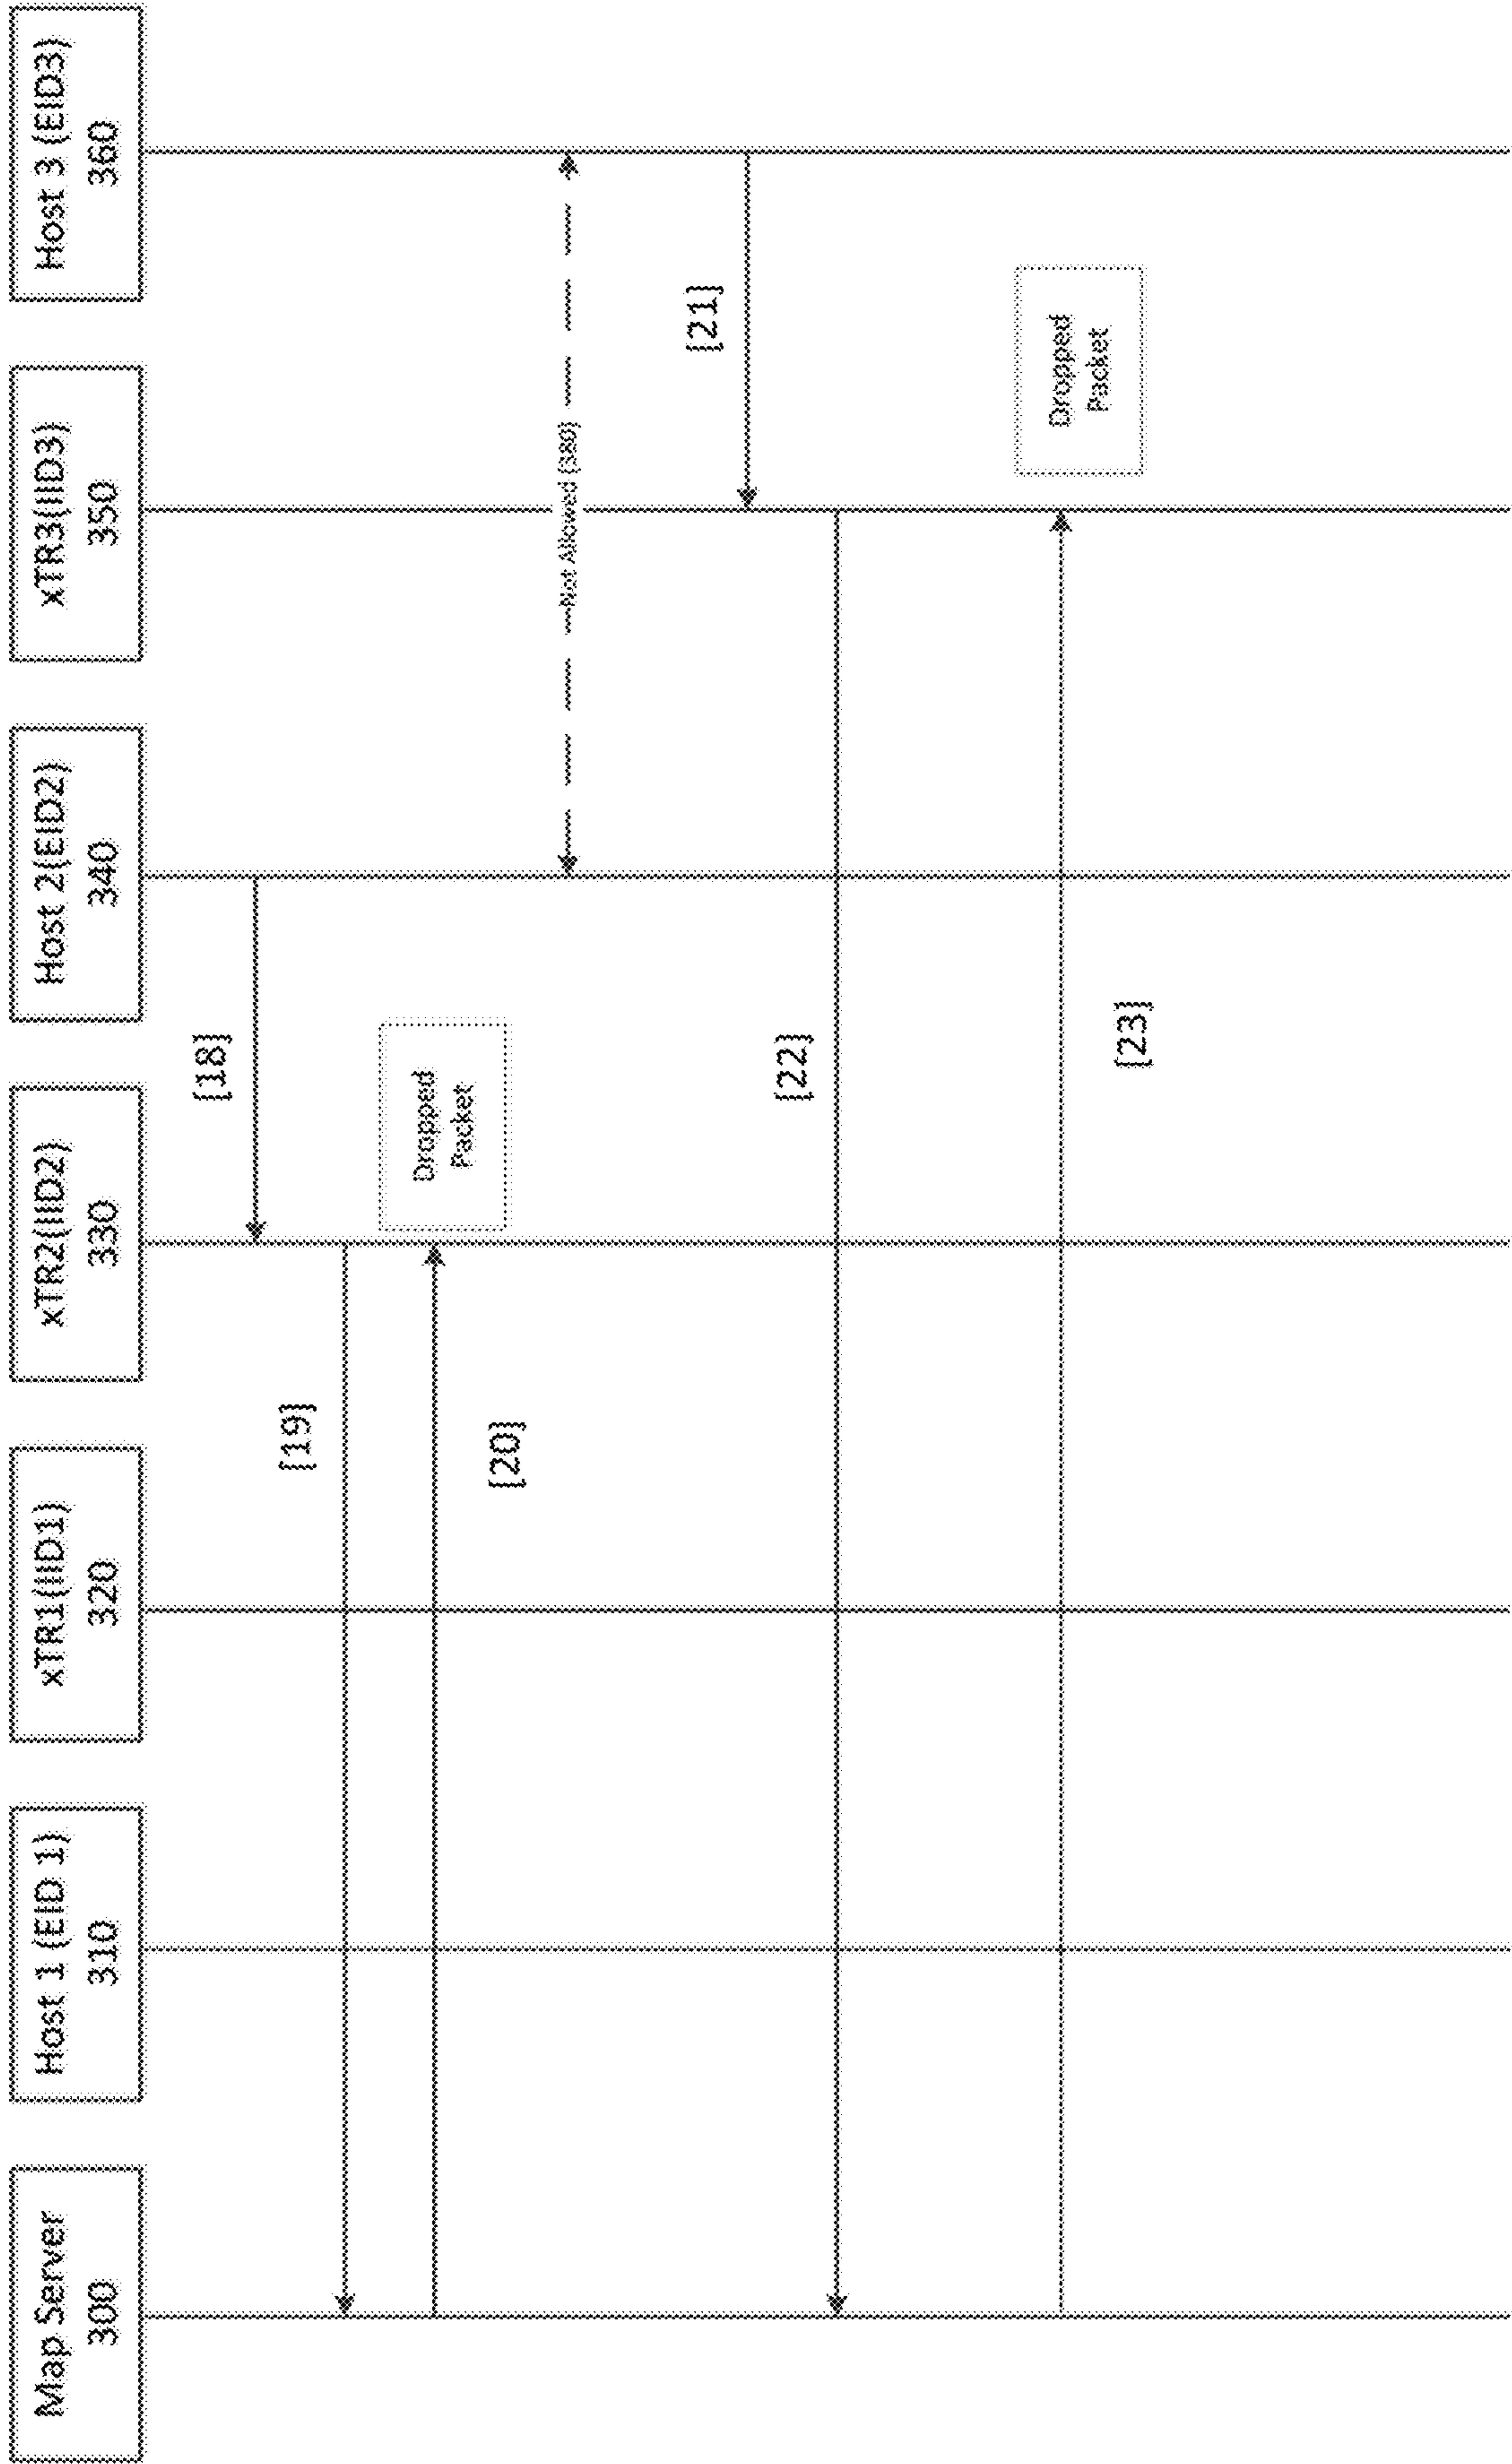 Map Server
300
Host 1 (EID 1)
310
xTR1(IID1)
320
xTR2(IID2)
330
Host 2(EID2)
340
xTR3(IID3)
350
Host 3 (EID3)
360
[18]
[19]
[20]
Dropped
Packet
Not Allowed [380]
[21]
[22]
[23]
Dropped
Packet